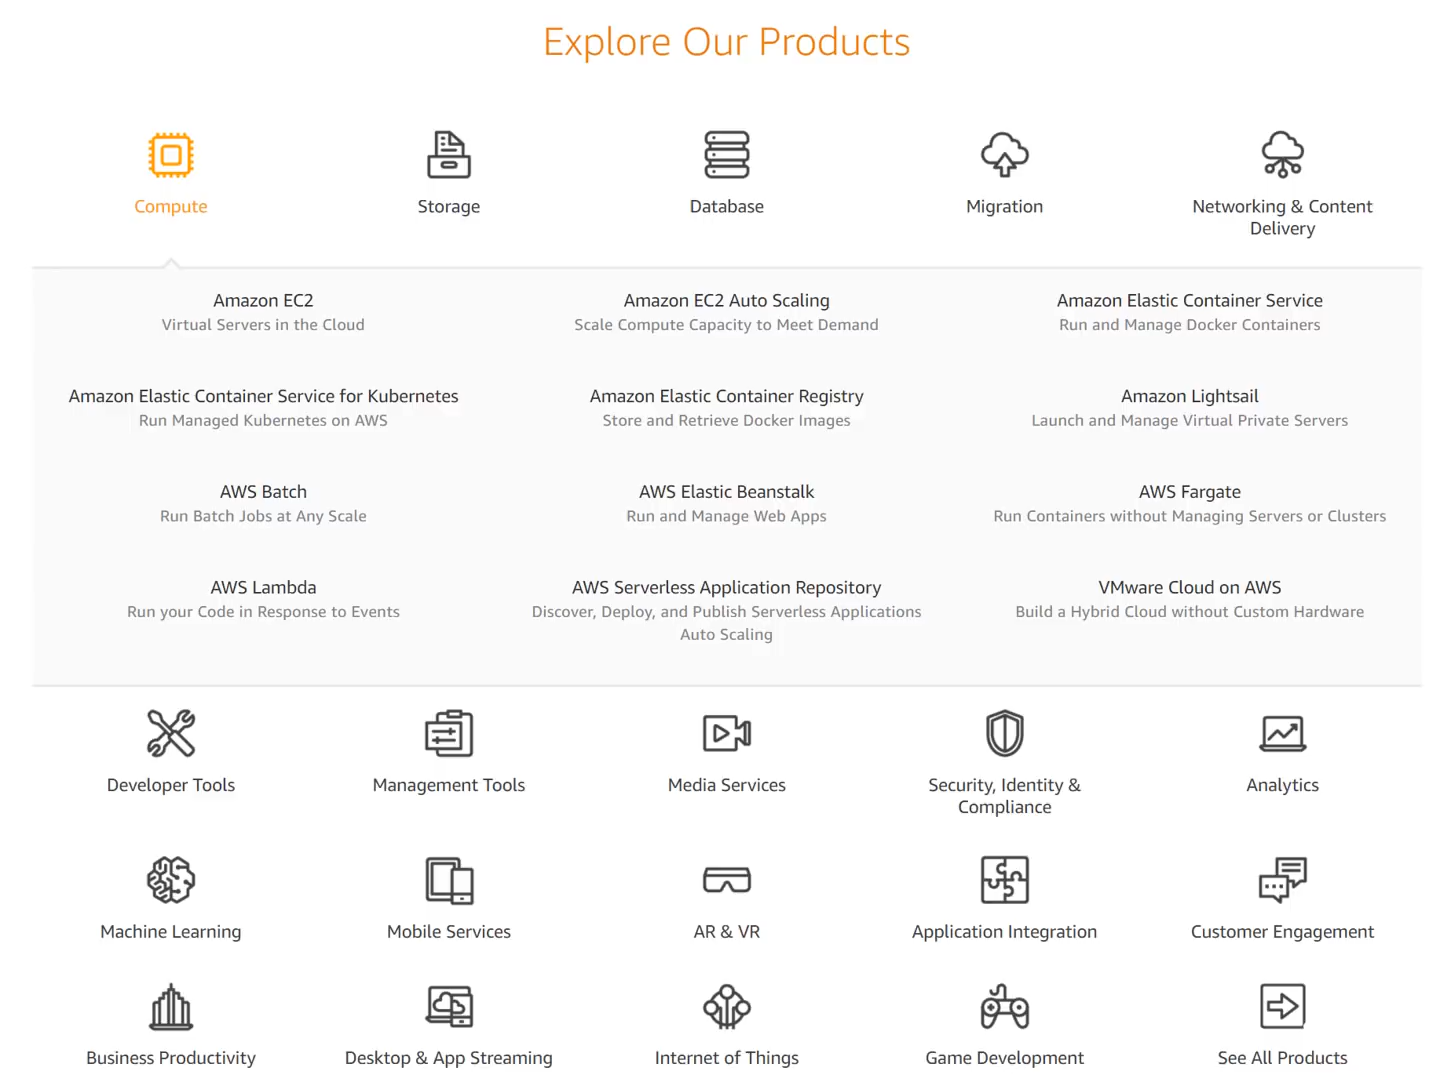 Explore Our Products
Compute
Storage
Database
Migration
Networking & Content
Delivery
Amazon EC2
Virtual Servers in the Cloud
Amazon EC2 Auto Scaling
Scale Compute Capacity to Meet Demand
Amazon Elastic Container Service
Run and Manage Docker Containers
Amazon Elastic Container Service for Kubernetes
Run Managed Kubernetes on AWS
Amazon Elastic Container Registry
Store and Retrieve Docker Images
Amazon Lightsail
Launch and Manage Virtual Private Servers
AWS Batch
Run Batch Jobs at Any Scale
AWS Elastic Beanstalk
Run and Manage Web Apps
AWS Fargate
Run Containers without Managing Servers or Clusters
AWS Lambda
Run your Code in Response to Events
AWS Serverless Application Repository
Discover, Deploy, and Publish Serverless Applications
Auto Scaling
VMware Cloud on AWS
Build a Hybrid Cloud without Custom Hardware
Developer Tools
Management Tools
Media Services
Security, Identity &
Compliance
Analytics
Machine Learning
Mobile Services
AR & VR
Application Integration
Customer Engagement
Business Productivity
Desktop & App Streaming
Internet of Things
Game Development
See All Products